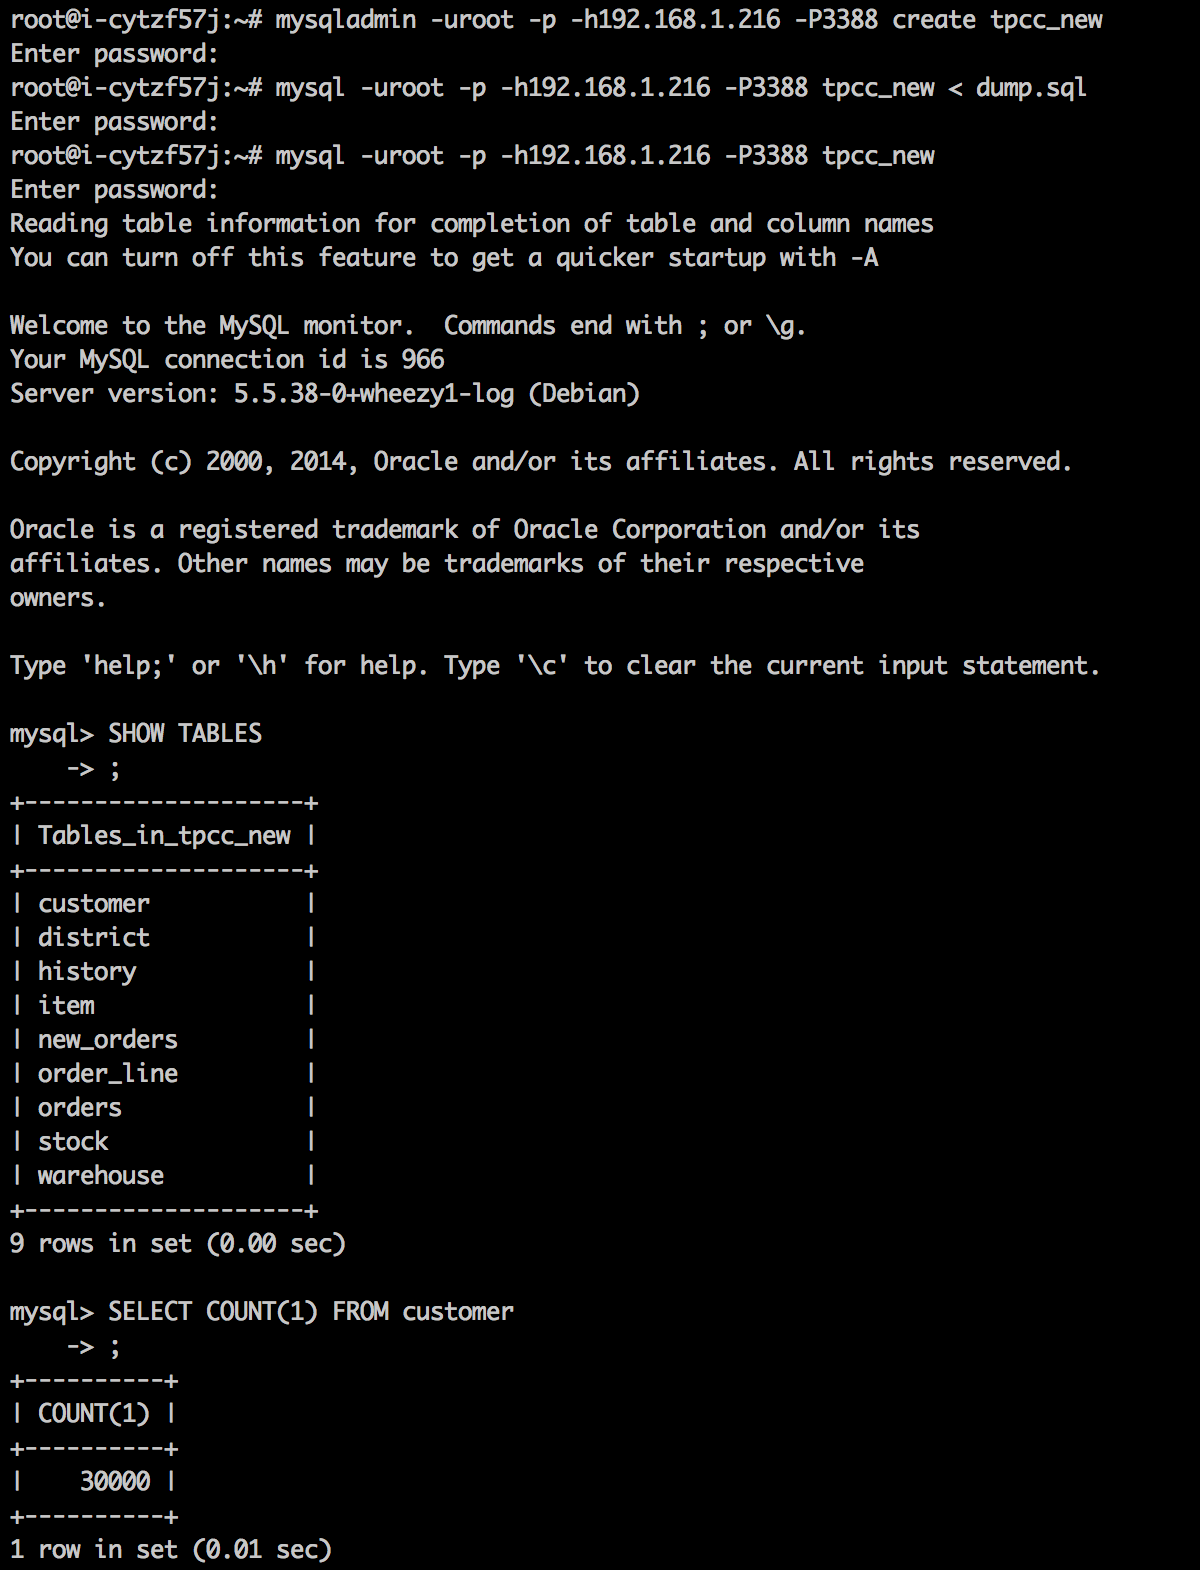 root@i-cytzf57j:~# mysqladmin -uroot -p -h192.168.1.216 -P3388 create tpcc_new
Enter password:
root@i-cytzf57j:~# mysql -uroot -p -h192.168.1.216 -P3388 tpcc_new < dump.sql
Enter password:
root@i-cytzf57j:~# mysql -uroot -p -h192.168.1.216 -P3388 tpcc_new
Enter password:
Reading table information for completion of table and column names
You can turn off this feature to get a quicker startup with -A

Welcome to the MySQL monitor.  Commands end with ; or \g.
Your MySQL connection id is 966
Server version: 5.5.38-0+wheezy1-log (Debian)

Copyright (c) 2000, 2014, Oracle and/or its affiliates. All rights reserved.

Oracle is a registered trademark of Oracle Corporation and/or its
affiliates. Other names may be trademarks of their respective
owners.

Type 'help;' or '\h' for help. Type '\c' to clear the current input statement.

mysql> SHOW TABLES
    -> ;
+--------------------+
| Tables_in_tpcc_new |
+--------------------+
| customer           |
| district           |
| history            |
| item               |
| new_orders         |
| order_line         |
| orders             |
| stock              |
| warehouse          |
+--------------------+
9 rows in set (0.00 sec)

mysql> SELECT COUNT(1) FROM customer
    -> ;
+----------+
| COUNT(1) |
+----------+
|    30000 |
+----------+
1 row in set (0.01 sec)